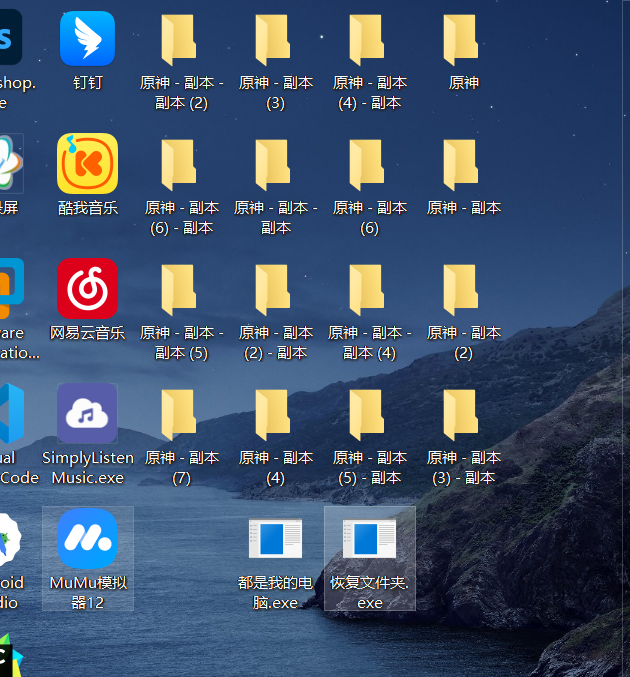 shop.
e
钉钉
原神 - 副本 -
副本 (2)
原神 - 副本
(3)
原神 - 副本
(4) - 副本
原神
屏
酷我音乐
原神 - 副本
(6) - 副本
原神 - 副本 -
副本
原神 - 副本
(6)
原神 - 副本
ware
atio...
网易云音乐
原神 - 副本 -
副本 (5)
原神 - 副本
(2) - 副本
原神 - 副本 -
副本 (4)
原神 - 副本
(2)
ual
Code
SimplyListen
Music.exe
原神 - 副本
(7)
原神 - 副本
(4)
原神 - 副本
(5) - 副本
原神 - 副本
(3) - 副本
oid
dio
MuMu模拟
器12
都是我的电
脑.exe
恢复文件夹.
exe